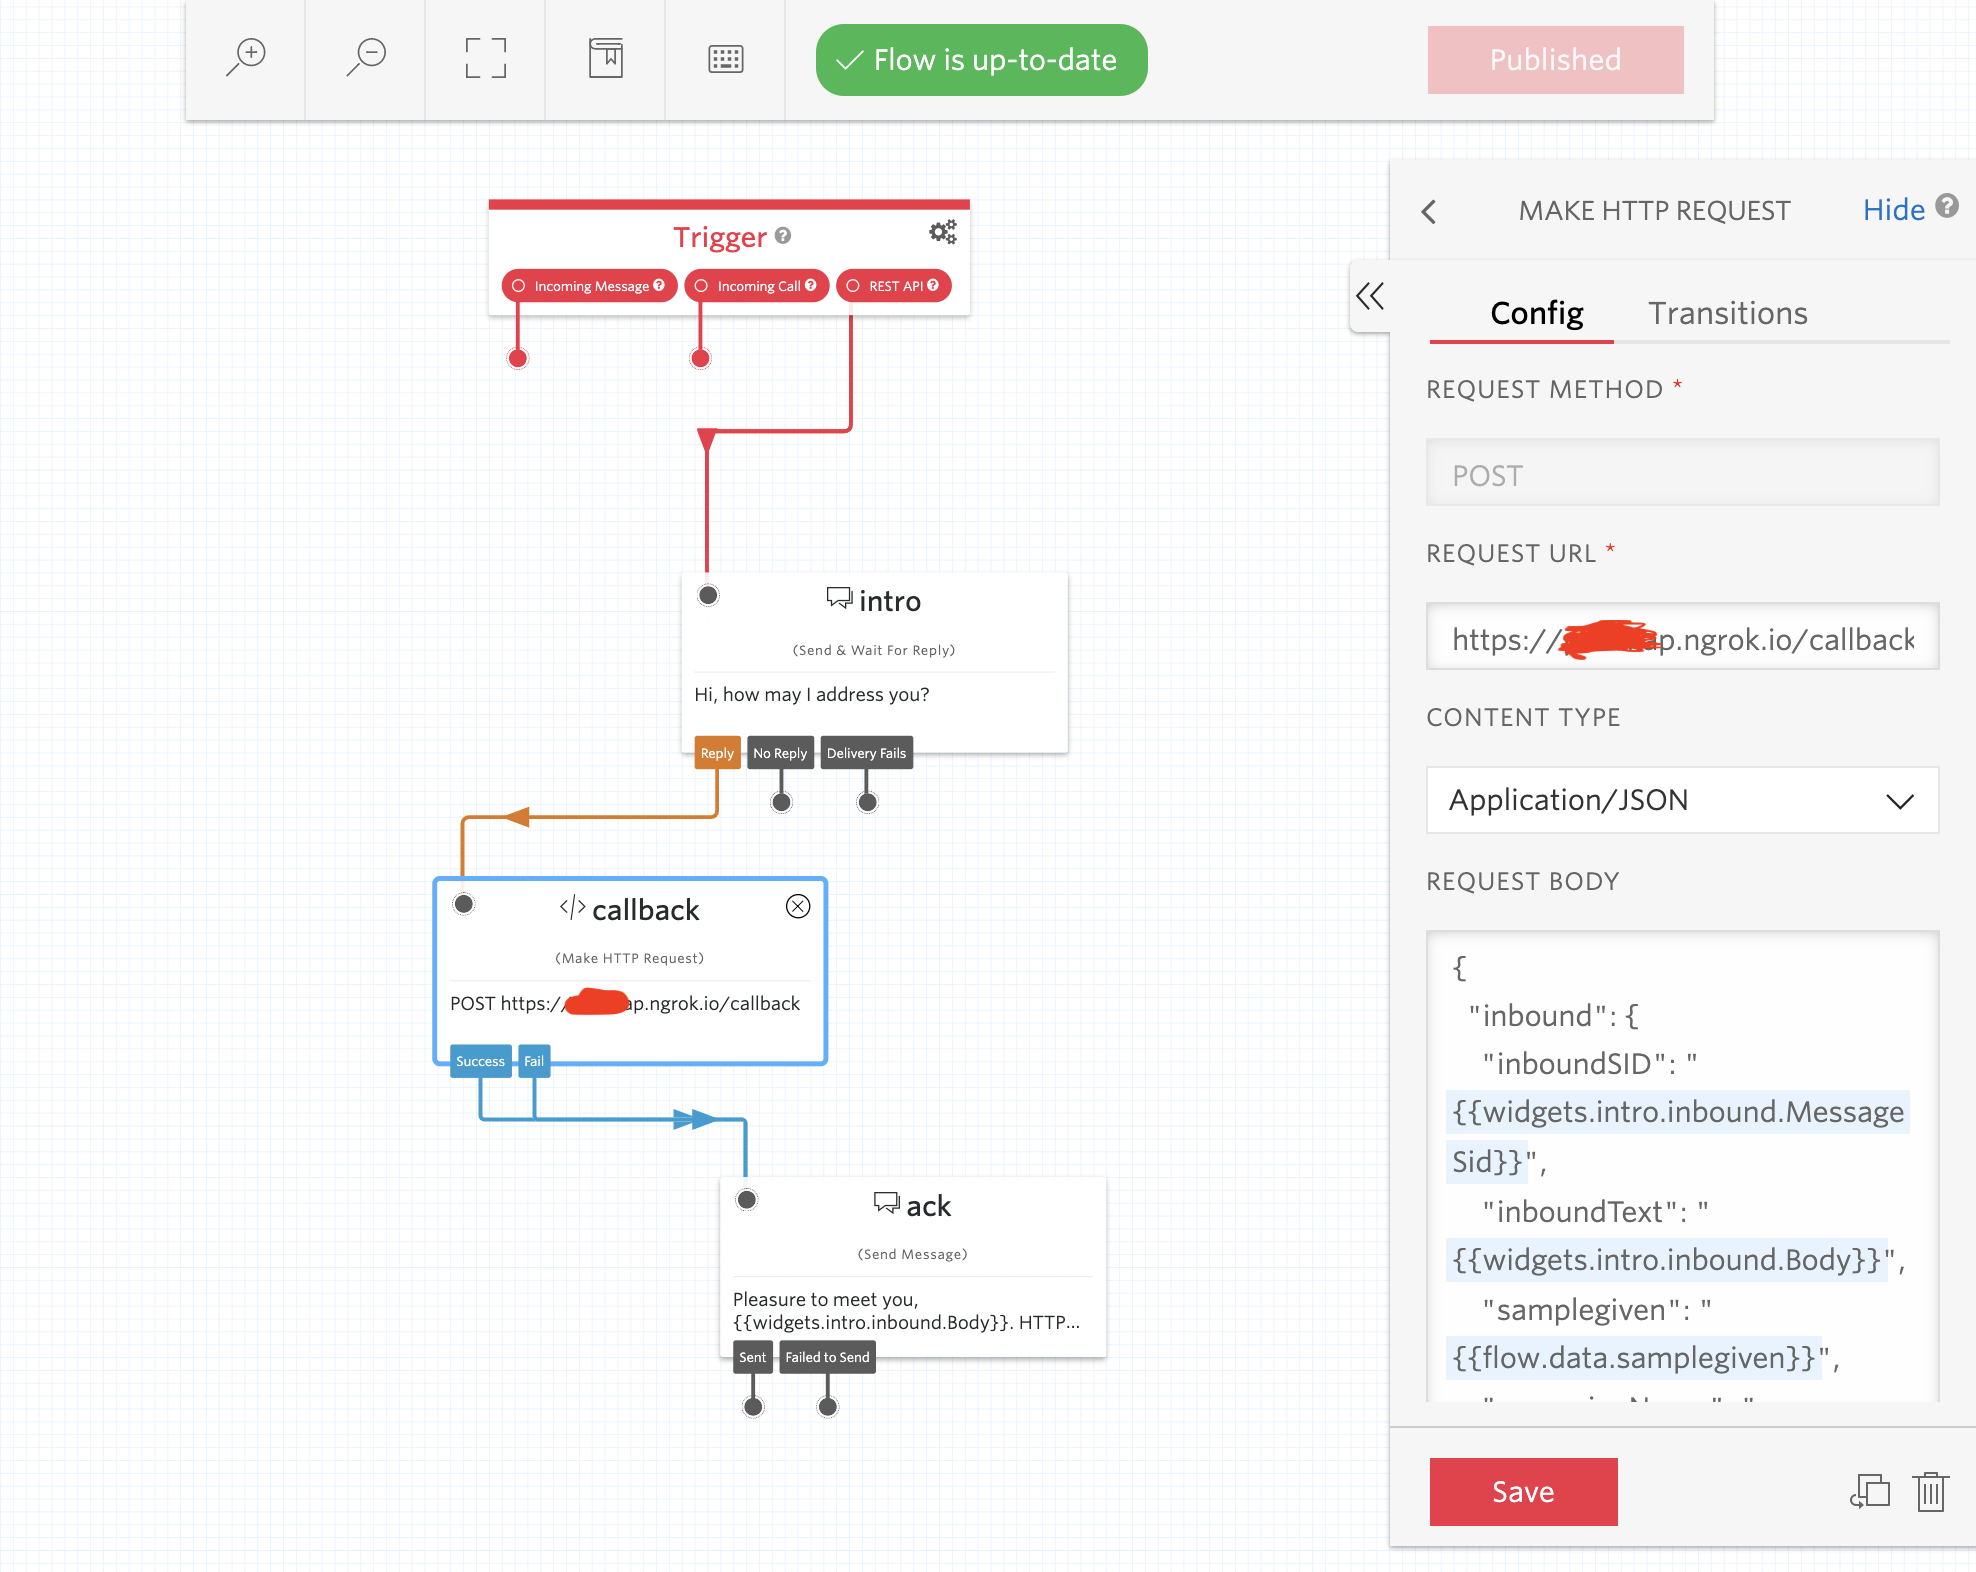 Flow is up-to-date
Published
Trigger
Incoming Message
Incoming Call
REST API
intro
(Send & Wait For Reply)
Hi, how may I address you?
Reply
No Reply
Delivery Fails
callback
(Make HTTP Request)
POST https:/ ap.ngrok.io/callback
Success
Fail
ack
(Send Message)
Pleasure to meet you,
{{widgets.intro.inbound.Body}}. HTTP...
Sent
Failed to Send
MAKE HTTP REQUEST
Hide
Config
Transitions
REQUEST METHOD *
POST
REQUEST URL *
https:// p.ngrok.io/callback
CONTENT TYPE
Application/JSON
REQUEST BODY
{
"inbound": {
"inboundSID": "
{{widgets.intro.inbound.Message
Sid}}",
"inboundText": "
{{widgets.intro.inbound.Body}}",
"samplegiven": "
{{flow.data.samplegiven}}",
Save